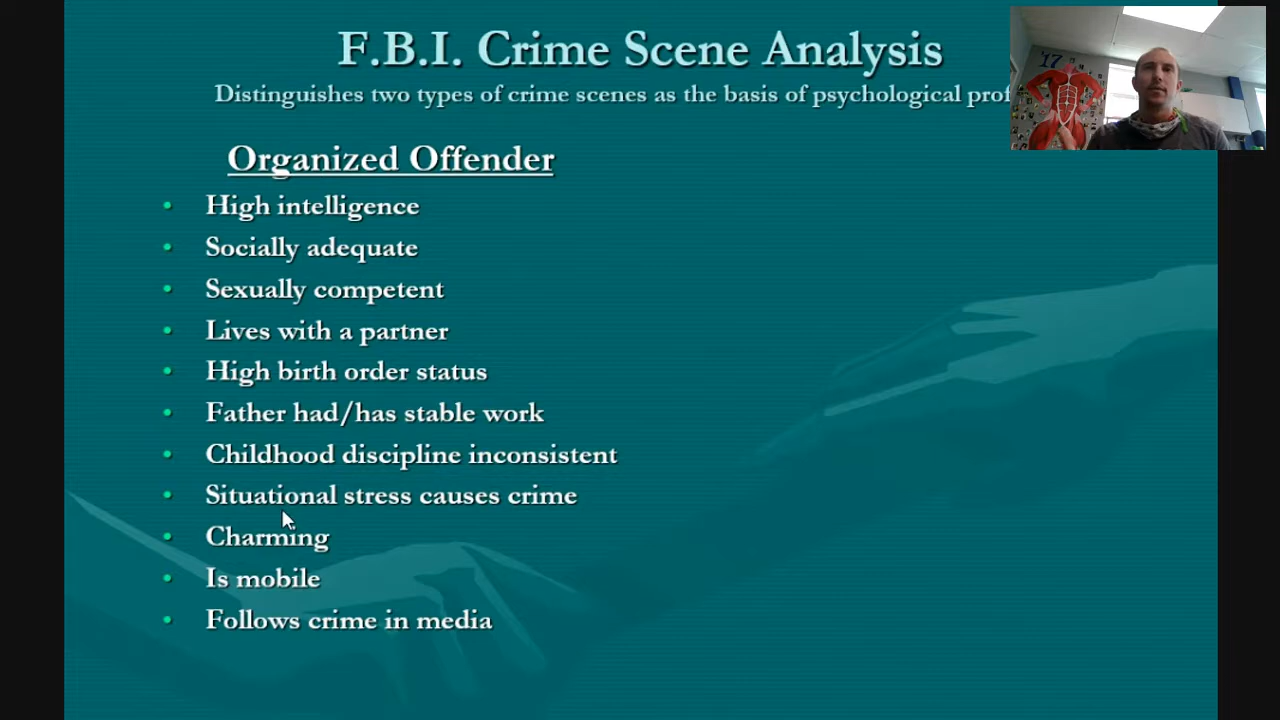 F.B.I. Crime Scene Analysis
Distinguishes two types of crime scenes as the basis of psychological
Organized Offender
• High intelligence
• Socially adequate
• Sexually competent
• Lives with a partner
• High birth order status
• Father had/has stable work
• Childhood discipline inconsistent
• Situational stress causes crime
• Charming
• Is mobile
• Follows crime in media
'17